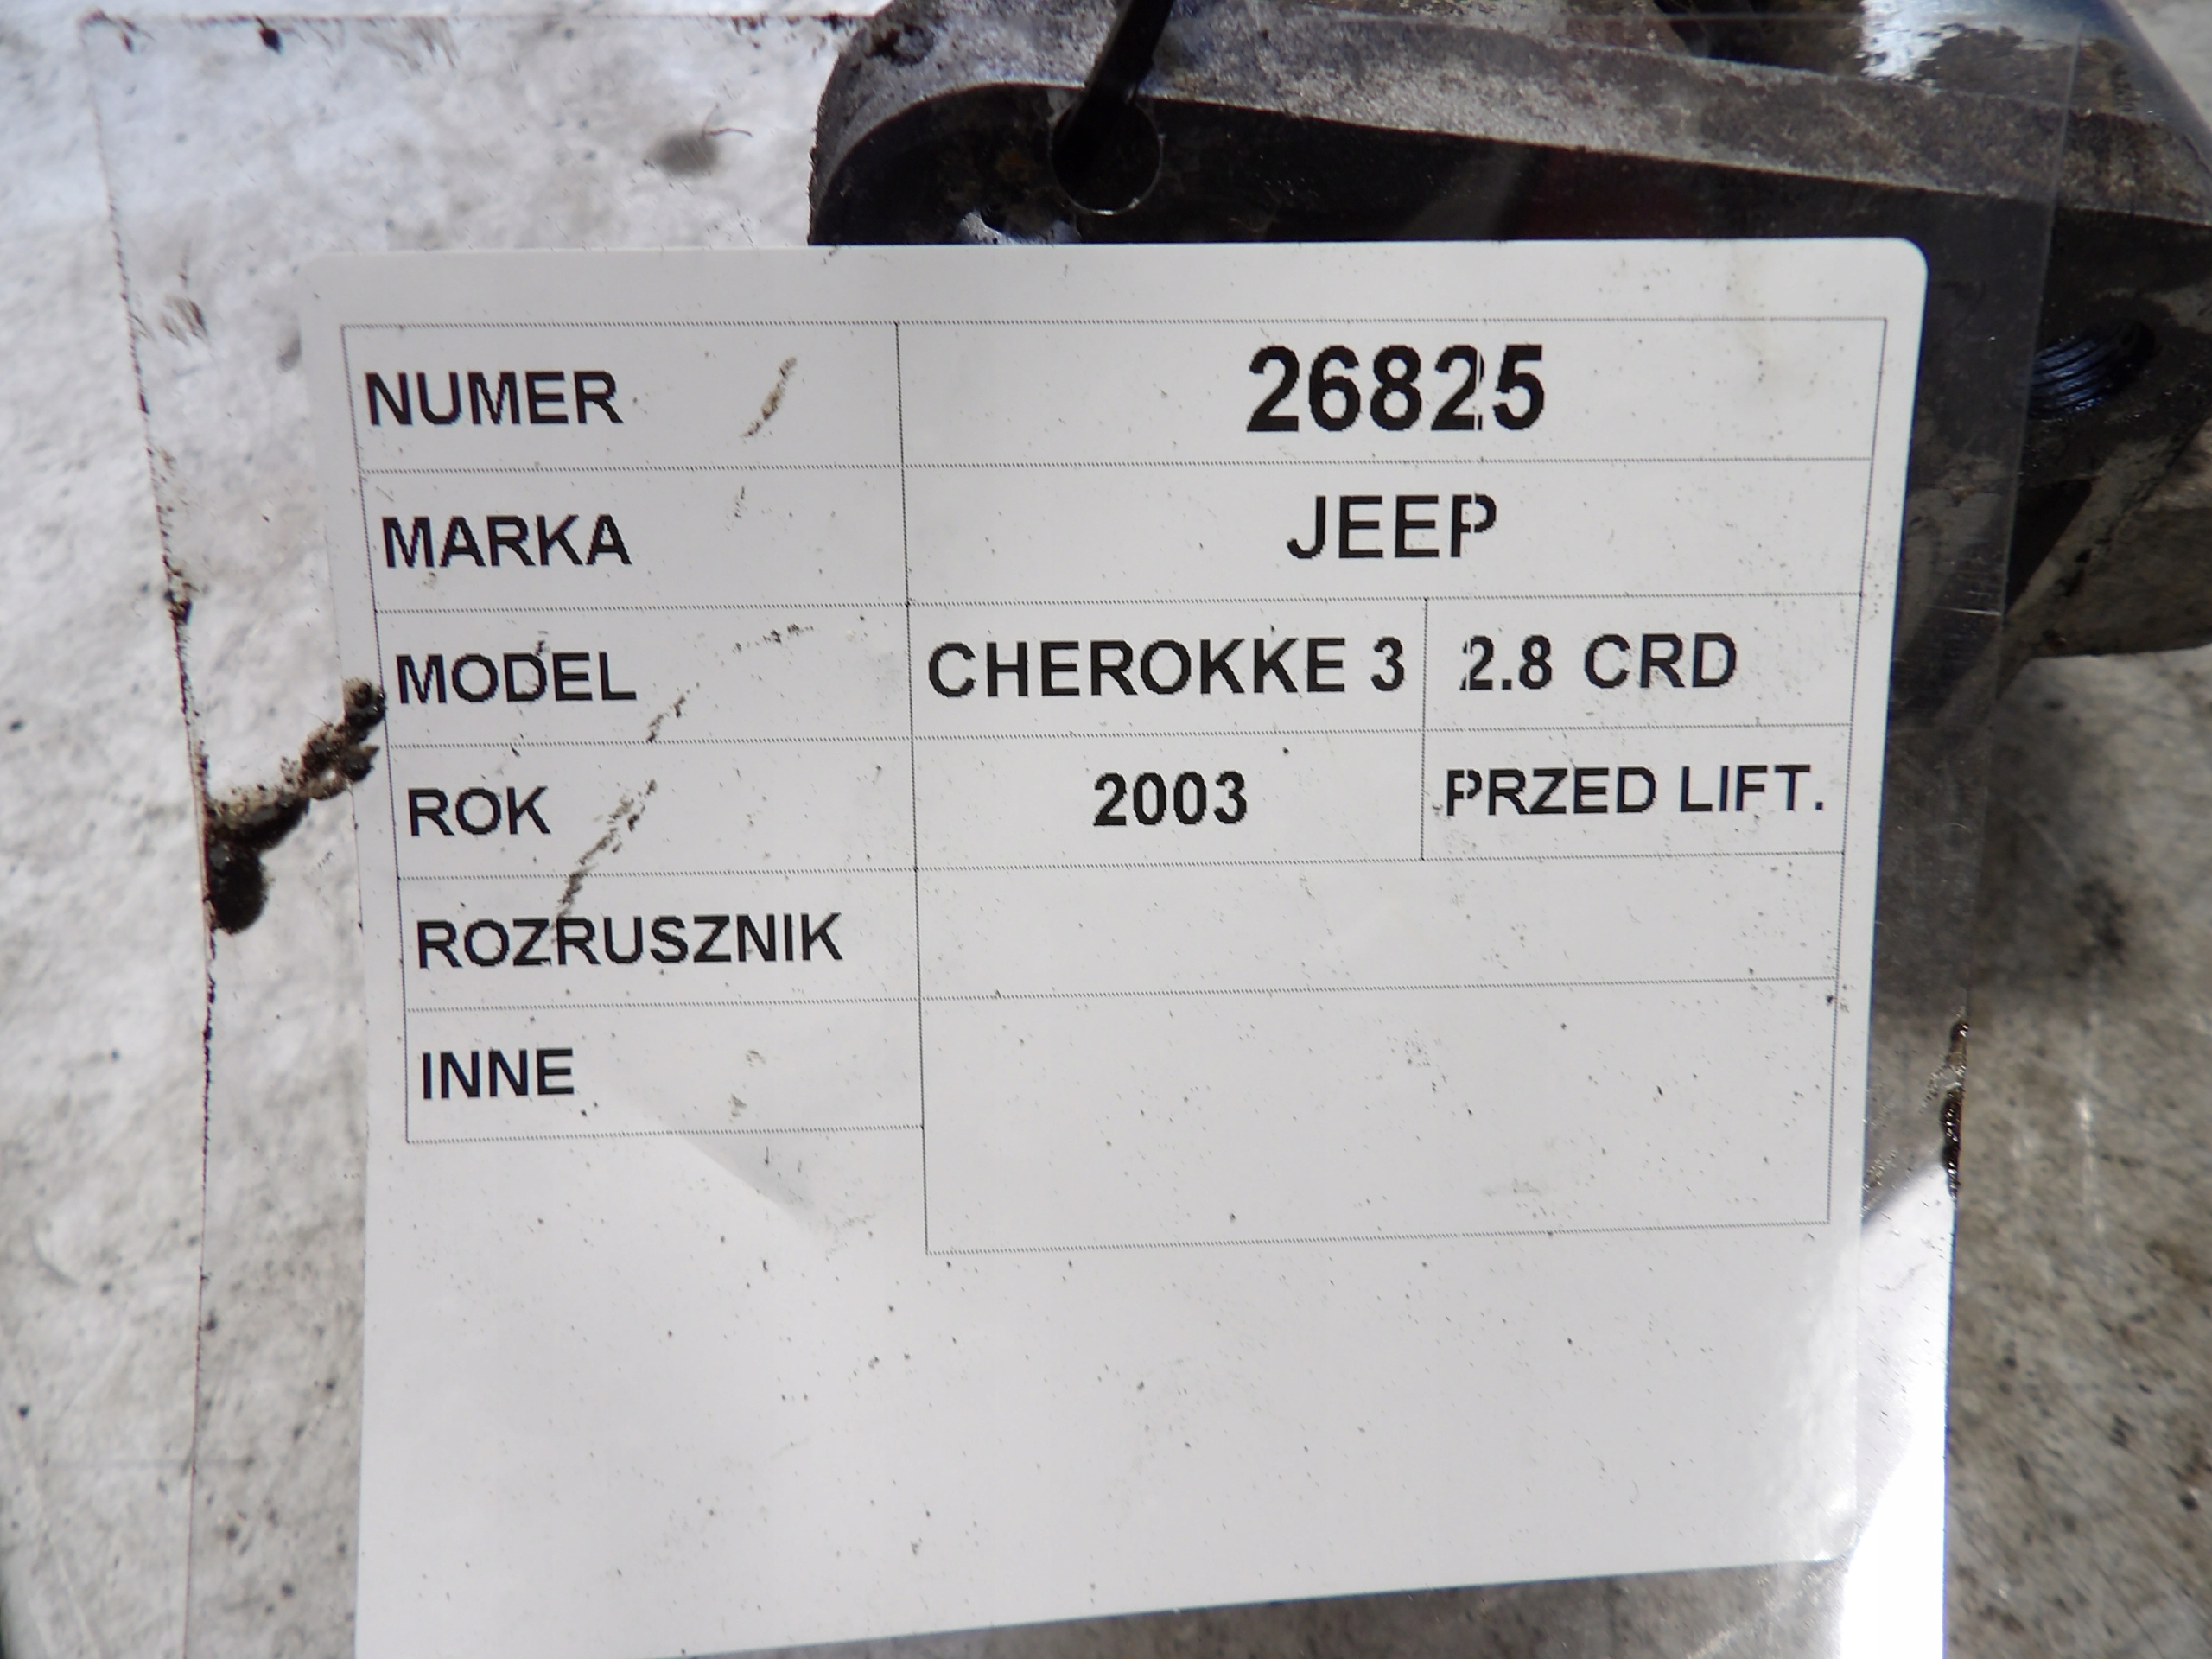 NUMER 26825
MARKA JEEP
MODEL CHEROKKE 3 2.8 CRD
ROK 2003 PRZED LIFT.
ROZRUSZNIK
INNE